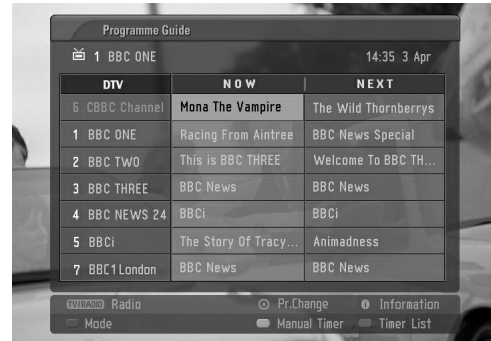 Programme Guide
1 BBC ONE 14:35 3 Apr
DTV NOW NEXT
6 CBBC Channel Mona The Vampire The Wild Thornberrys
1 BBC ONE Racing From Aintree BBC News Special
2 BBC TWO This is BBC THREE Welcome To BBC TH...
3 BBC THREE BBC News BBC News
4 BBC NEWS 24 BBCi BBCi
5 BBCi The Story Of Tracy... Animadness
7 BBC1 London BBC News BBC News
TV/RADIO Radio Pr.Change i Information
Mode Manual Timer Timer List